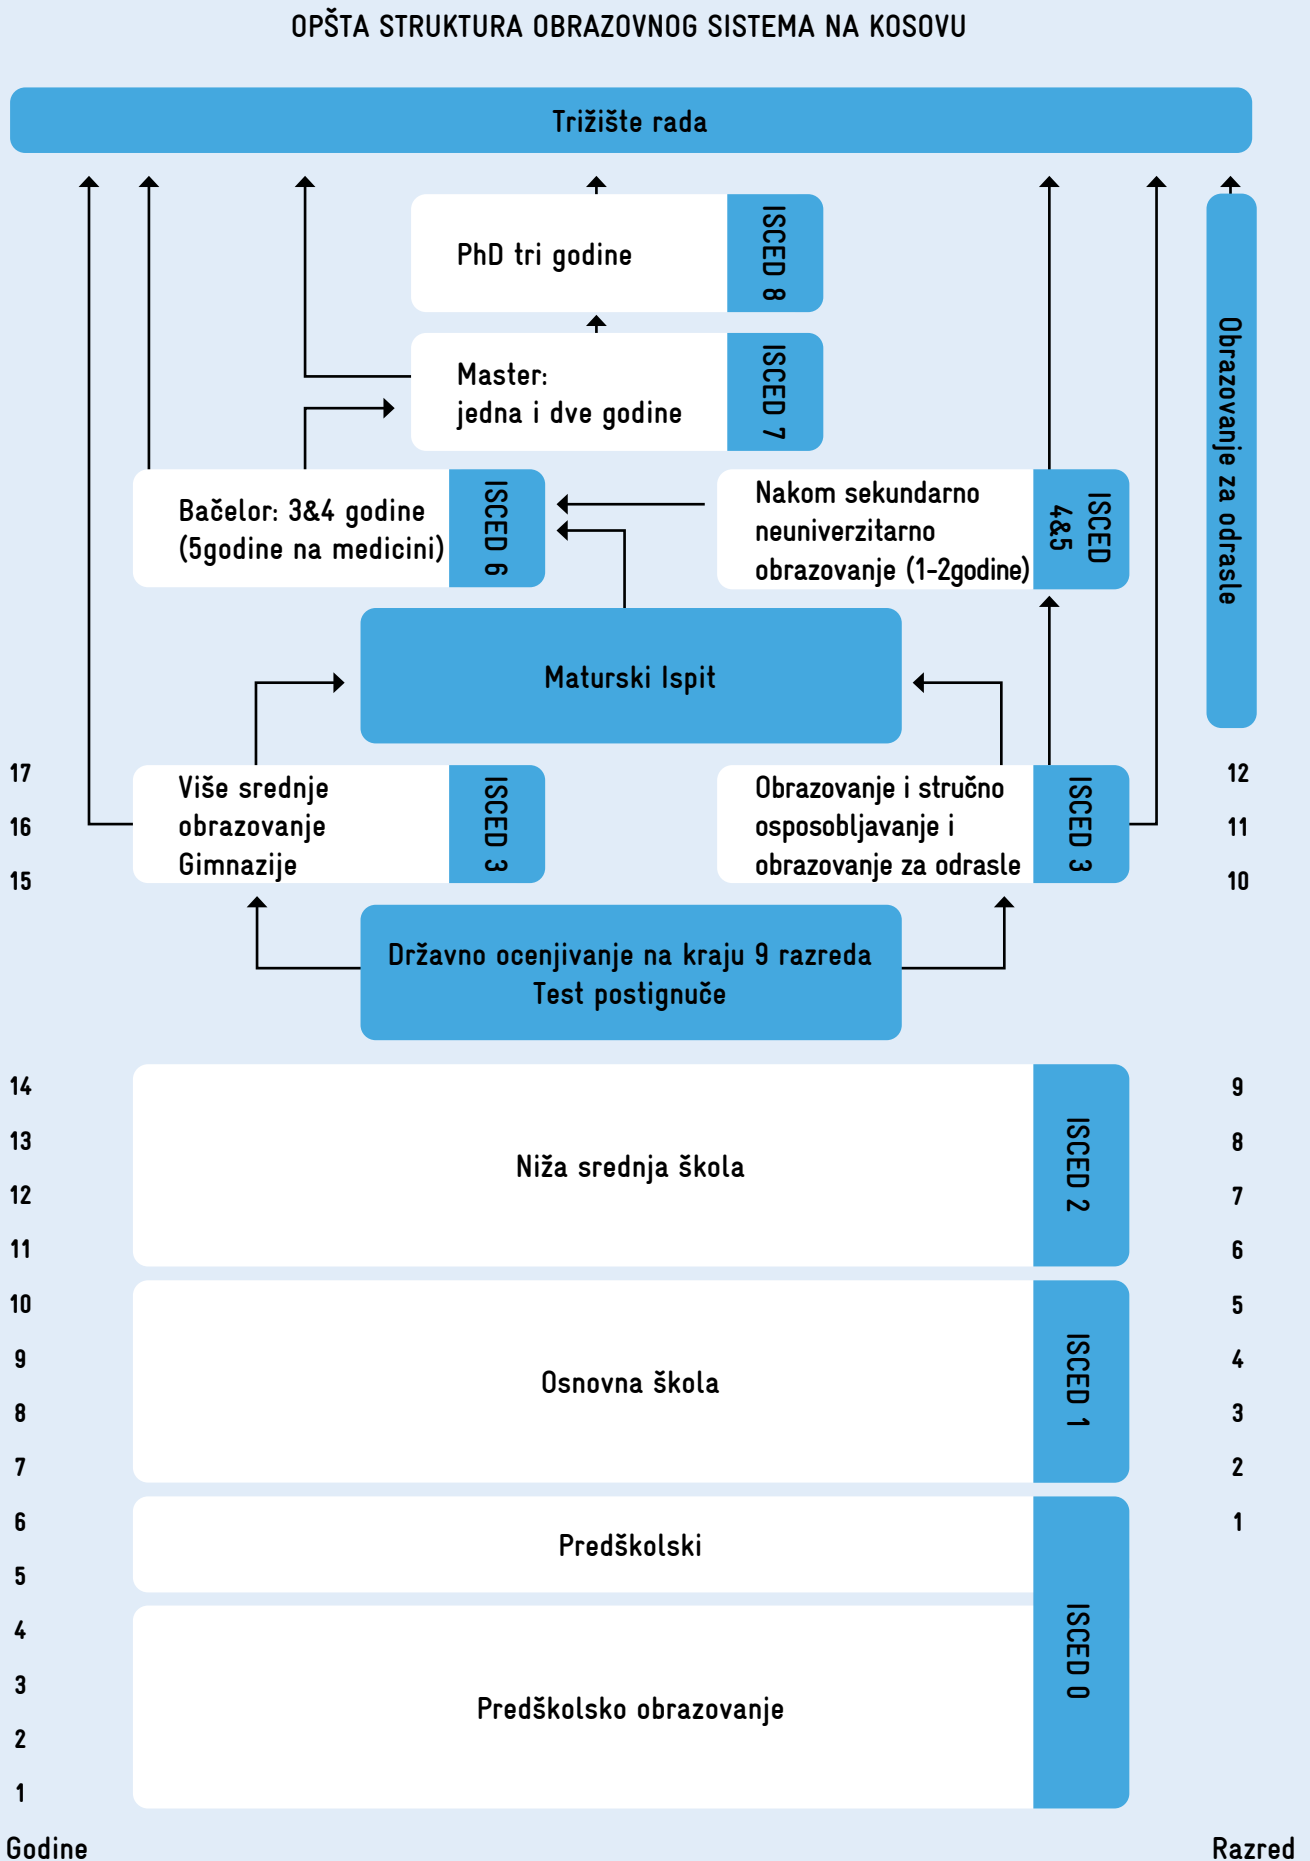 OPŠTA STRUKTURA OBRAZOVNOG SISTEMA NA KOSOVU
Trižište rada
PhD tri godine
ISCED 8
Master:
jedna i dve godine
ISCED 7
Obrazovanje za odrasle
Bačelor: 3&4 godine
(5godine na medicini)
ISCED 6
Nakom sekundarno
neuniverzitarno
obrazovanje (1-2godine)
ISCED
4&5
Maturski Ispit
17
16
15
Više srednje
obrazovanje
Gimnazije
ISCED 3
Obrazovanje i stručno
osposobljavanje i
obrazovanje za odrasle
ISCED 3
12
11
10
Državno ocenjivanje na kraju 9 razreda
Test postignuče
14
13
12
11
Niža srednja škola
ISCED 2
9
8
7
6
10
9
8
7
Osnovna škola
ISCED 1
5
4
3
2
6
5
Predškolski
1
4
3
2
1
Predškolsko obrazovanje
ISCED 0
Godine
Razred